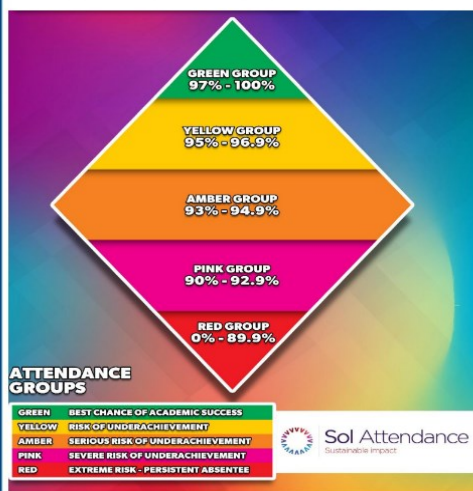 GREEN GROUP
97% - 100%
YELLOW GROUP
95% - 96.9%
AMBER GROUP
93% - 94.9%
PINK GROUP
90% - 92.9%
RED GROUP
0% - 89.9%
ATTENDANCE
GROUPS
GREEN BEST CHANCE OF ACADEMIC SUCCESS
YELLOW RISK OF UNDERACHIEVEMENT
AMBER SERIOUS RISK OF UNDERACHIEVEMENT
PINK SEVERE RISK OF UNDERACHIEVEMENT
RED EXTREME RISK - PERSISTENT ABSENTEE
Sol Attendance
Sustainable impact